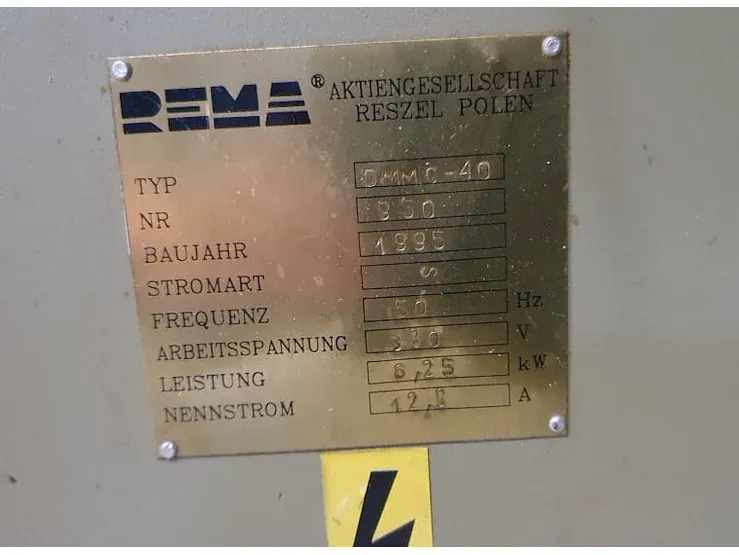 REMA® AKTIENGESELLSCHAFT
RESZEL POLEN
TYP DMMC-40
NR 950
BAUJAHR 1995
STROMART S
FREQUENZ 50 Hz
ARBEITSSPANNUNG 380 V
LEISTUNG 6,25 kW
NENNSTROM 12,8 A